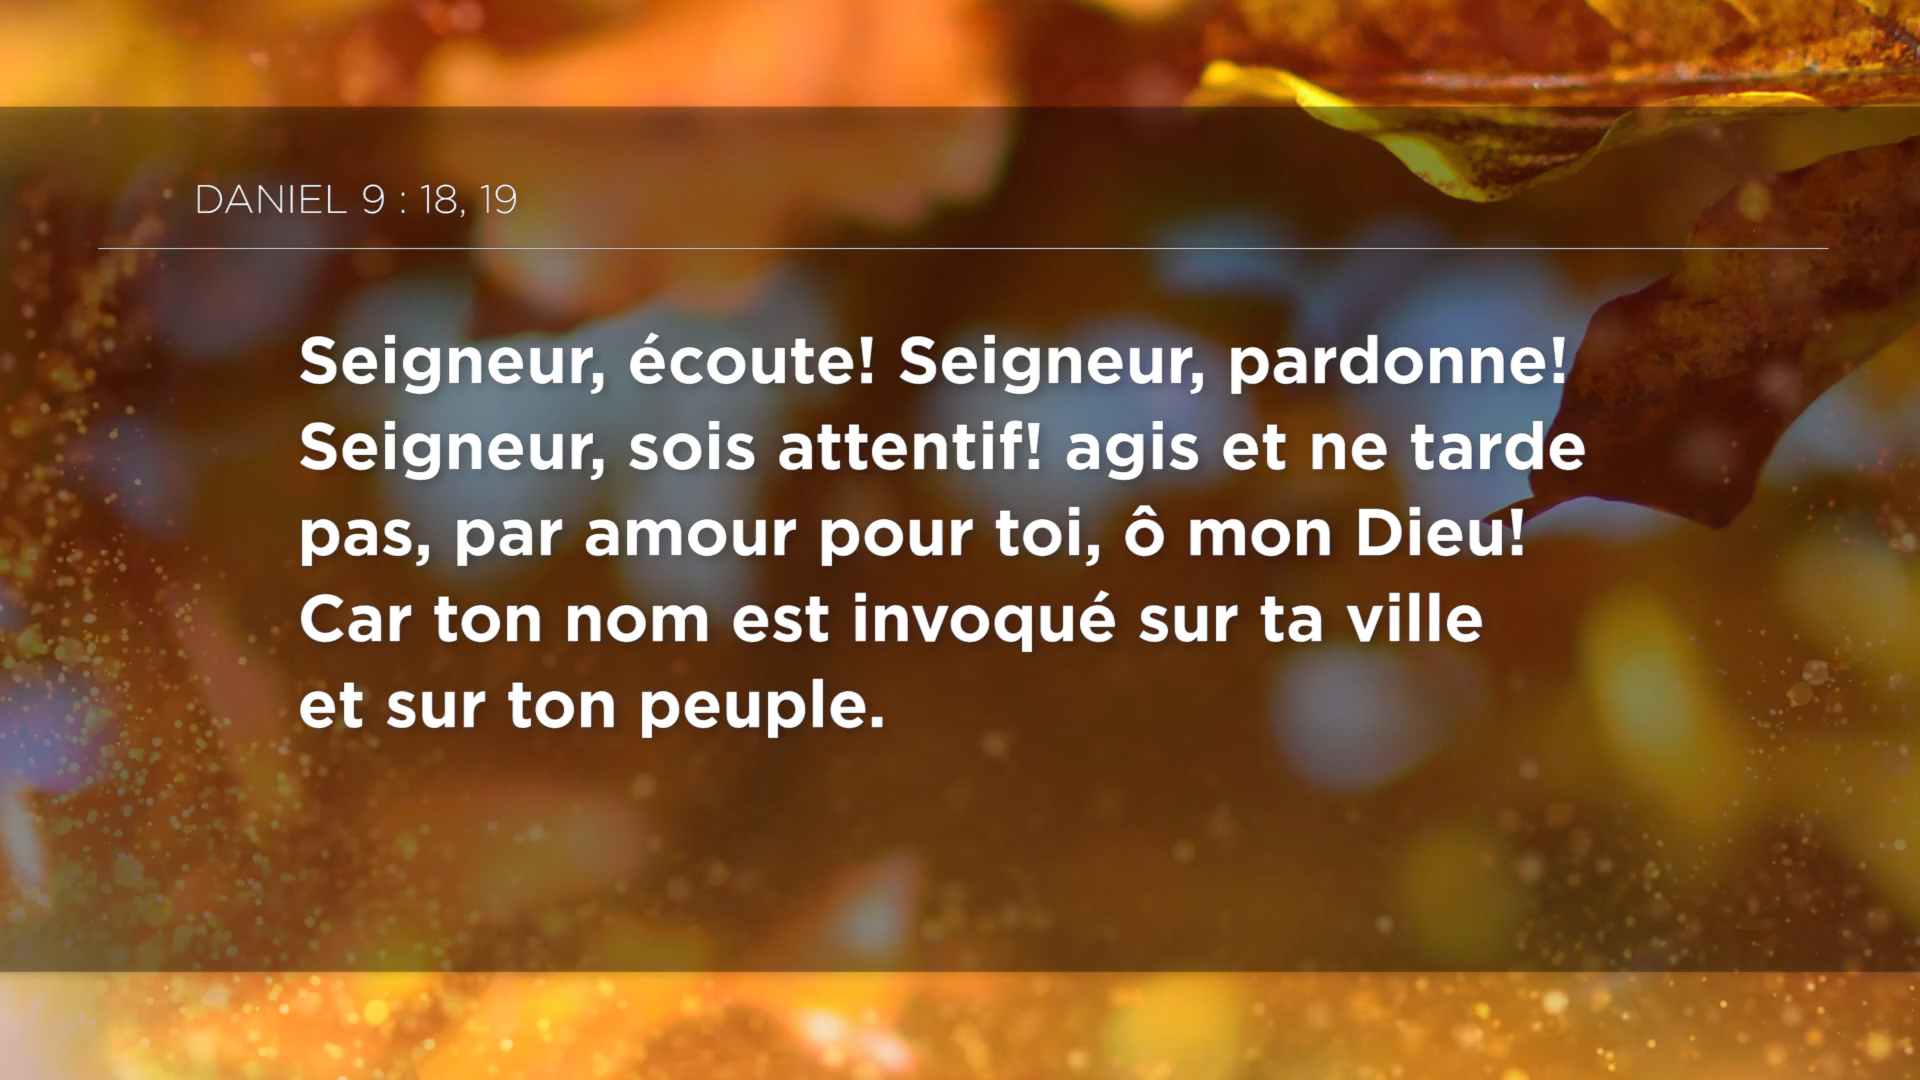 DANIEL 9 : 18, 19
Seigneur, écoute! Seigneur, pardonne!
Seigneur, sois attentif! agis et ne tarde
pas, par amour pour toi, ô mon Dieu!
Car ton nom est invoqué sur ta ville
et sur ton peuple.